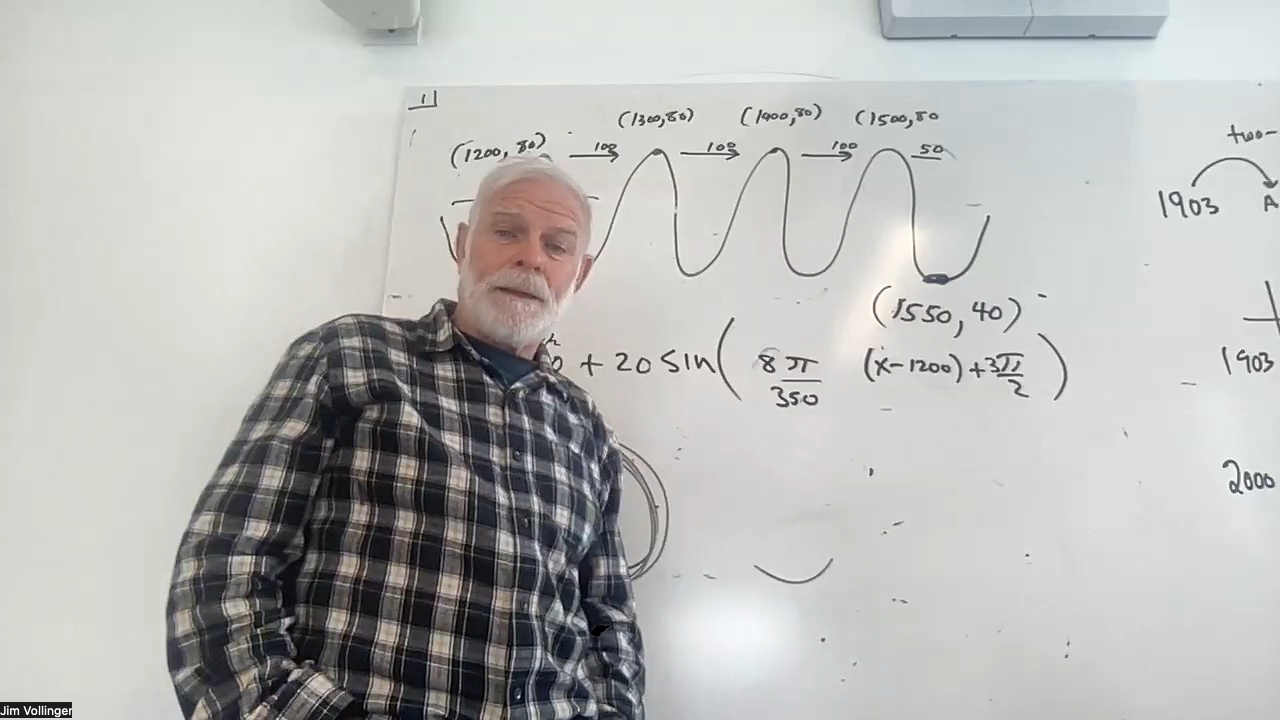 11
(1300,80) (1400,80) (1500,80
(1200, 80) 100 100 100 50
two-
1903 A
(1550,40)
+ 20 sin( 8π/350 (x-1200) + 3π/2 )
1903
2000
Jim Vollinger